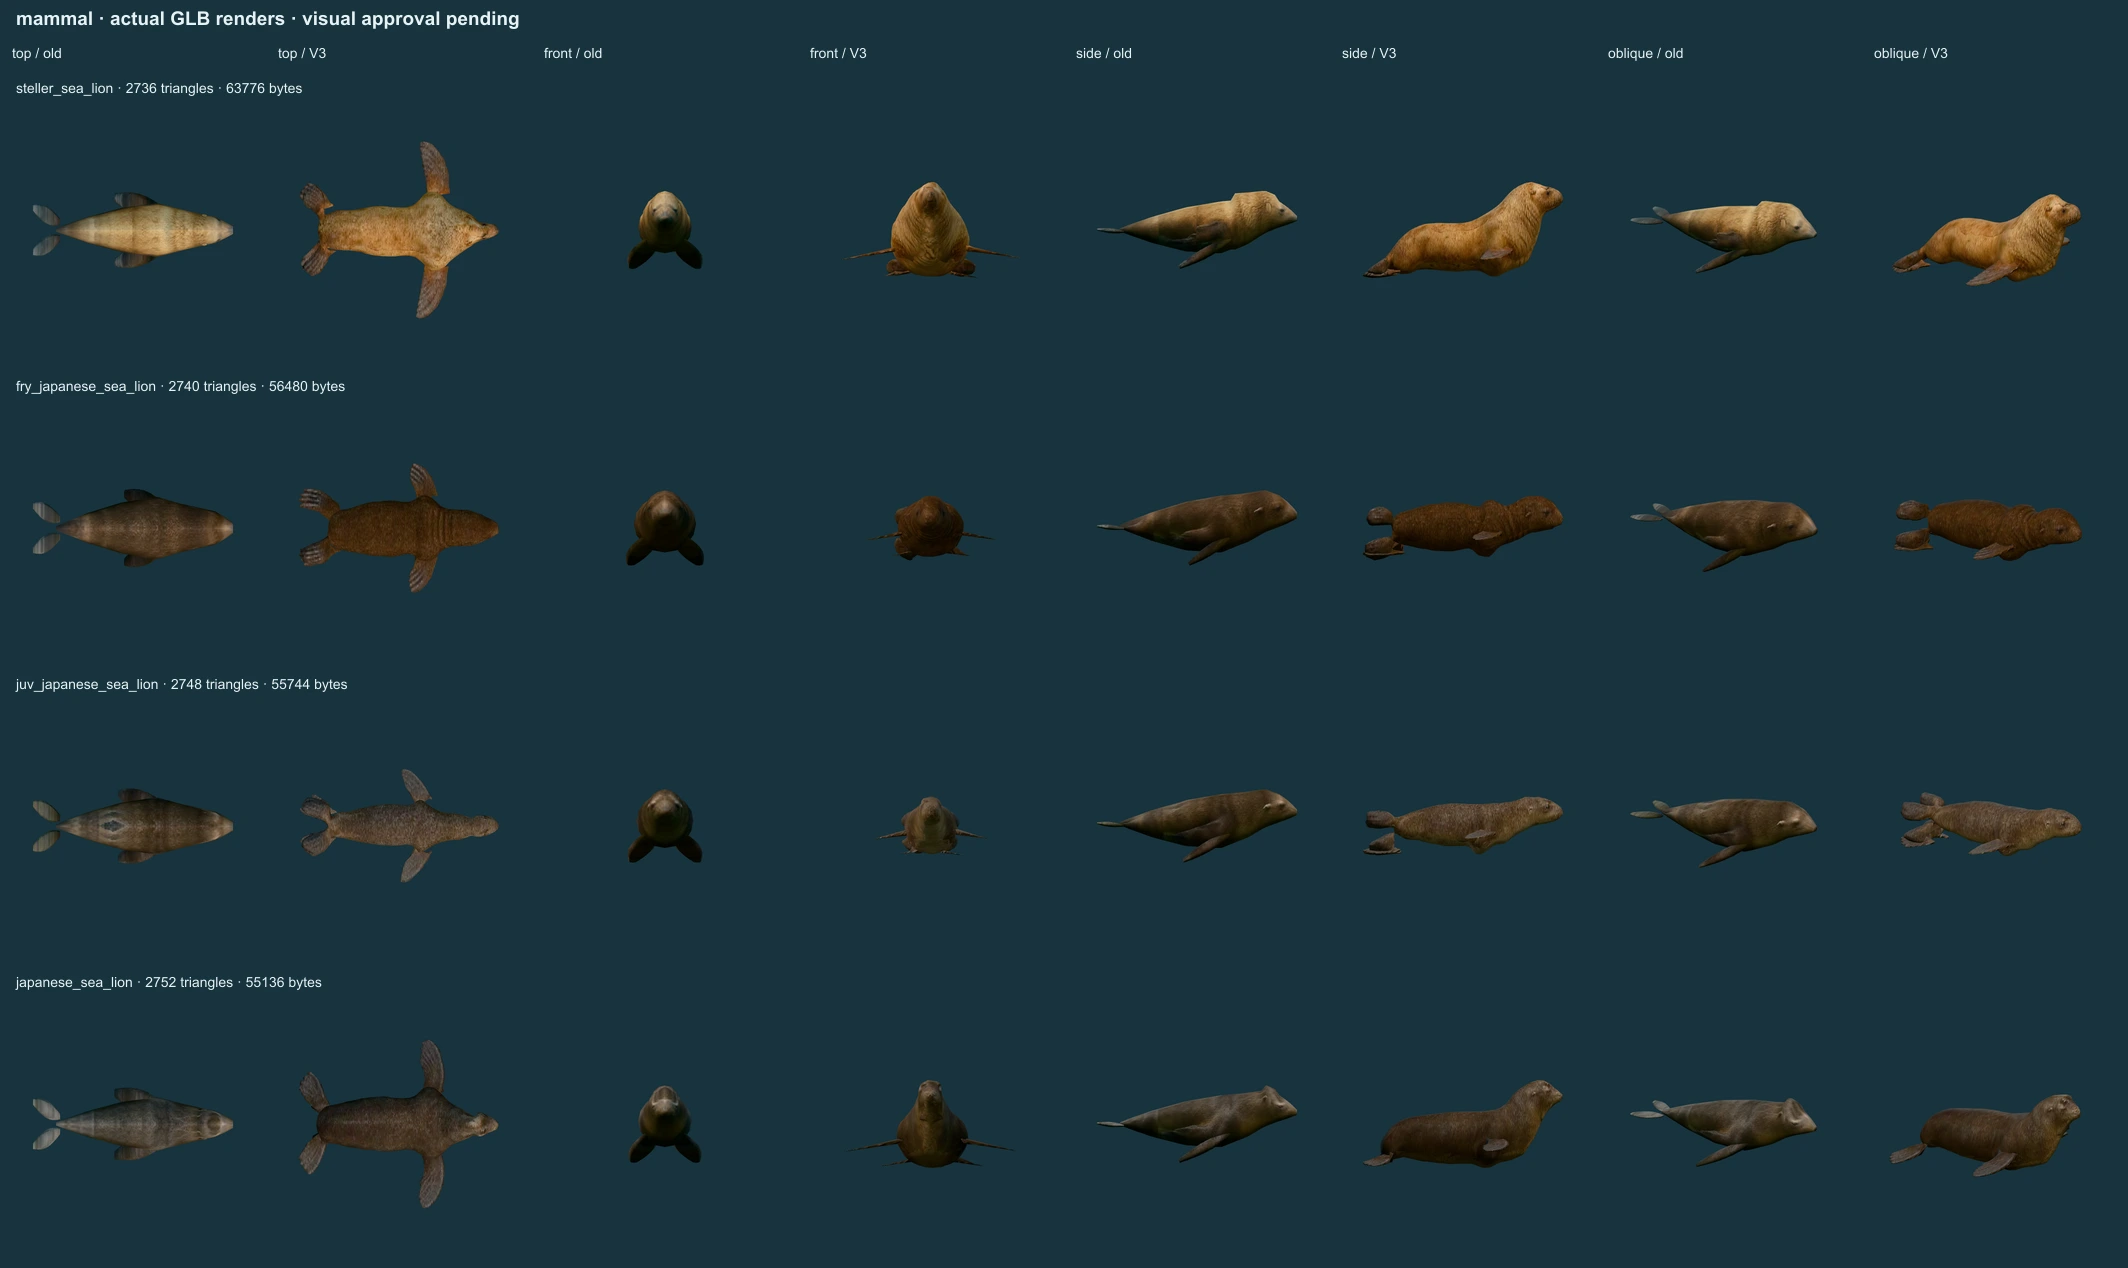 mammal · actual GLB renders · visual approval pending
top / old top / V3 front / old front / V3 side / old side / V3 oblique / old oblique / V3
steller_sea_lion · 2736 triangles · 63776 bytes
fry_japanese_sea_lion · 2740 triangles · 56480 bytes
juv_japanese_sea_lion · 2748 triangles · 55744 bytes
japanese_sea_lion · 2752 triangles · 55136 bytes